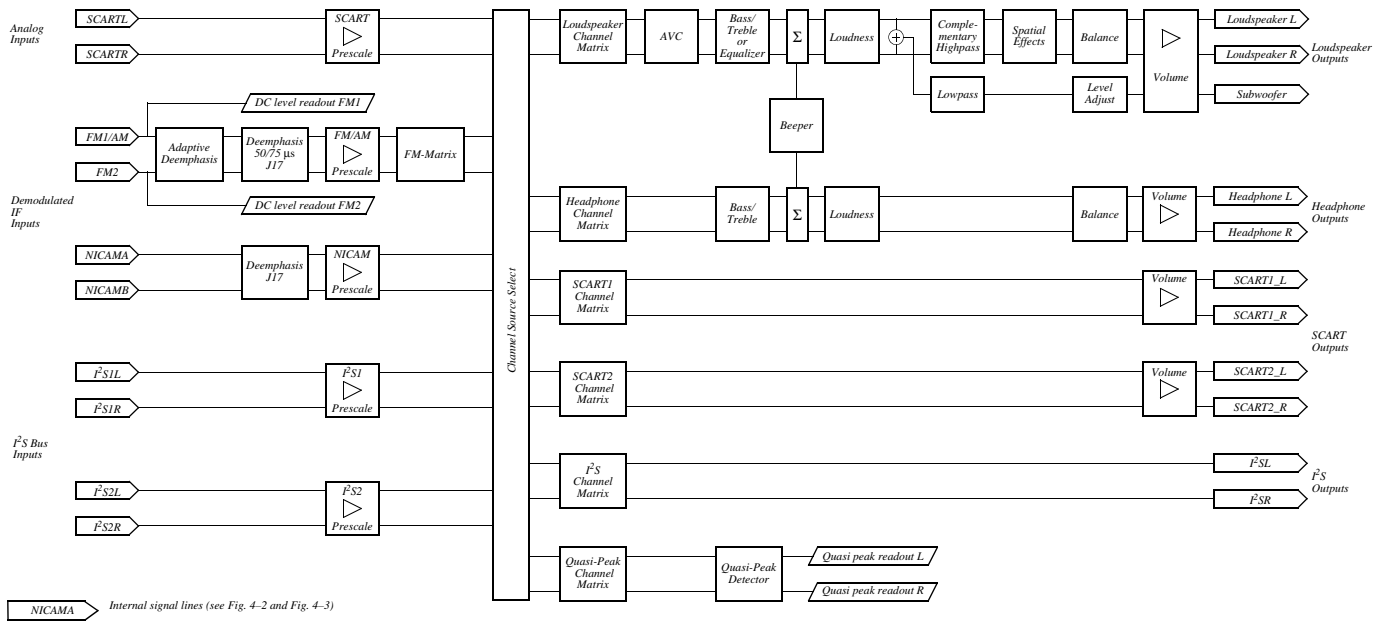 Analog
Inputs
SCARTL
SCARTR
SCART
Prescale
DC level readout FM1
FM1/AM
FM2
Adaptive
Deemphasis
Deemphasis
50/75 µs
J17
FM/AM
Prescale
FM-Matrix
DC level readout FM2
Demodulated
IF
Inputs
NICAMA
NICAMB
Deemphasis
J17
NICAM
Prescale
I²S1L
I²S1R
I²S1
Prescale
I²S Bus
Inputs
I²S2L
I²S2R
I²S2
Prescale
NICAMA
Internal signal lines (see Fig. 4–2 and Fig. 4–3)
Channel Source Select
Loudspeaker
Channel
Matrix
AVC
Bass/
Treble
or
Equalizer
Σ
Loudness
Comple-
mentary
Highpass
Spatial
Effects
Balance
Volume
Loudspeaker L
Loudspeaker R
Loudspeaker
Outputs
Lowpass
Level
Adjust
Subwoofer
Beeper
Headphone
Channel
Matrix
Bass/
Treble
Σ
Loudness
Balance
Volume
Headphone L
Headphone R
Headphone
Outputs
SCART1
Channel
Matrix
Volume
SCART1_L
SCART1_R
SCART
Outputs
SCART2
Channel
Matrix
Volume
SCART2_L
SCART2_R
I²S
Channel
Matrix
I²SL
I²SR
I²S
Outputs
Quasi-Peak
Channel
Matrix
Quasi-Peak
Detector
Quasi peak readout L
Quasi peak readout R